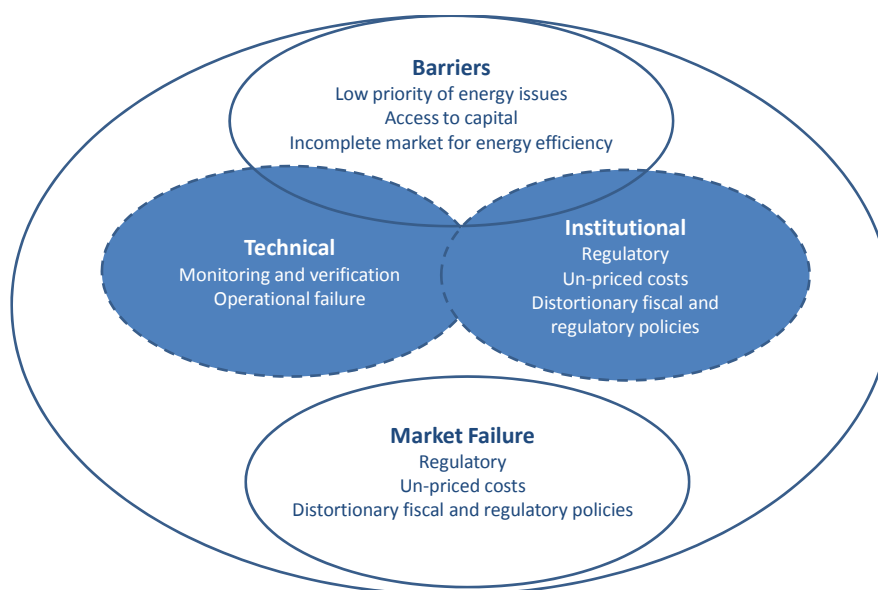 Barriers
Low priority of energy issues
Access to capital
Incomplete market for energy efficiency
Technical
Monitoring and verification
Operational failure
Institutional
Regulatory
Un-priced costs
Distortionary fiscal and
regulatory policies
Market Failure
Regulatory
Un-priced costs
Distortionary fiscal and regulatory policies